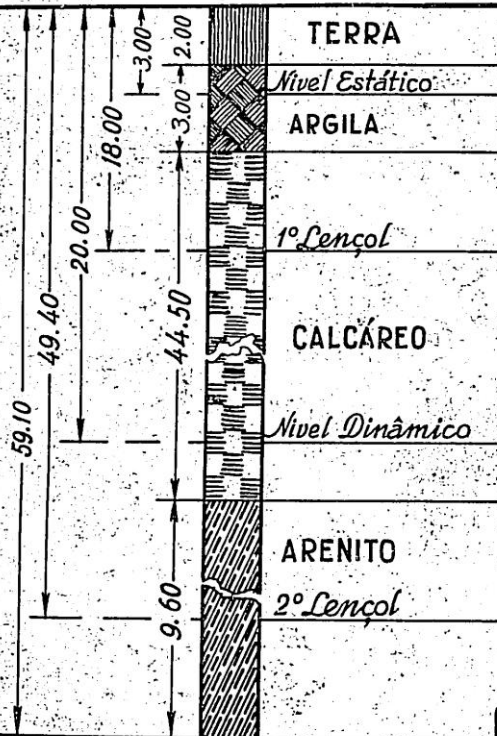 TERRA
Nivel Estático
ARGILA
1º Lençol
CALCÁREO
Nivel Dinâmico
ARENITO
2º Lençol
3.00
2.00
3.00
18.00
20.00
44.50
49.40
59.10
9.60